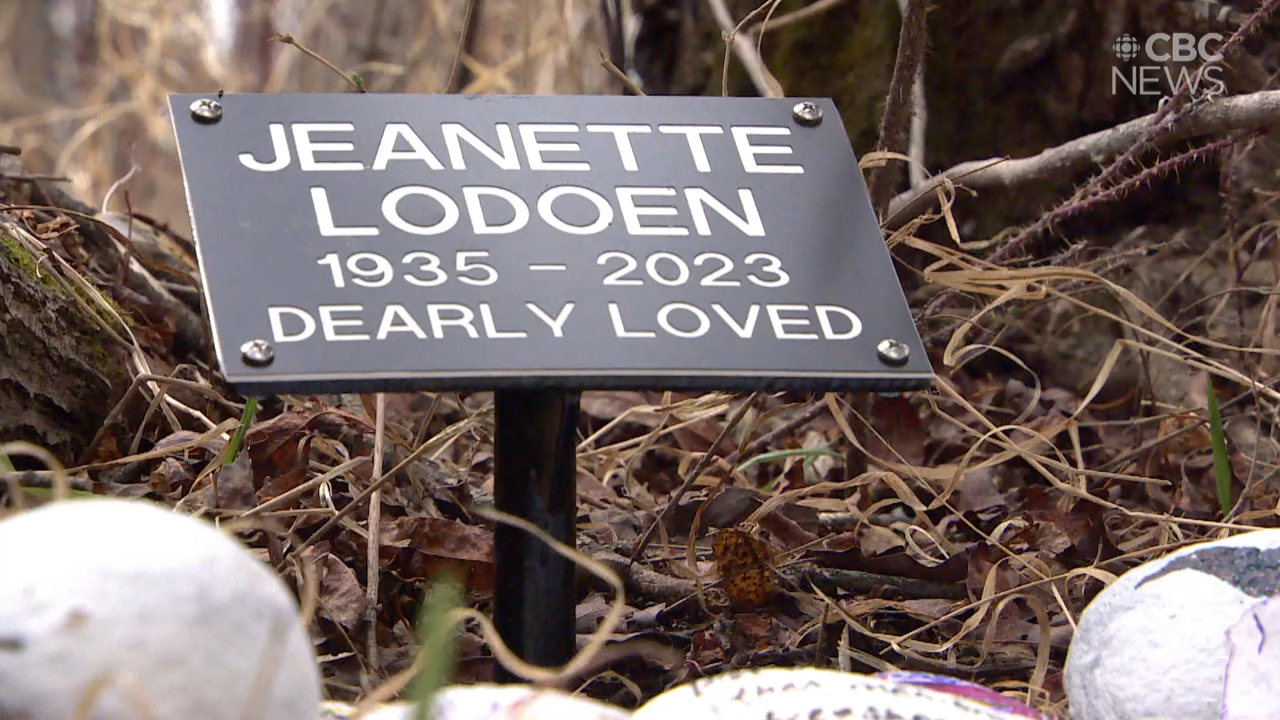 CBC
NEWS
JEANETTE
LODOEN
1935 – 2023
DEARLY LOVED